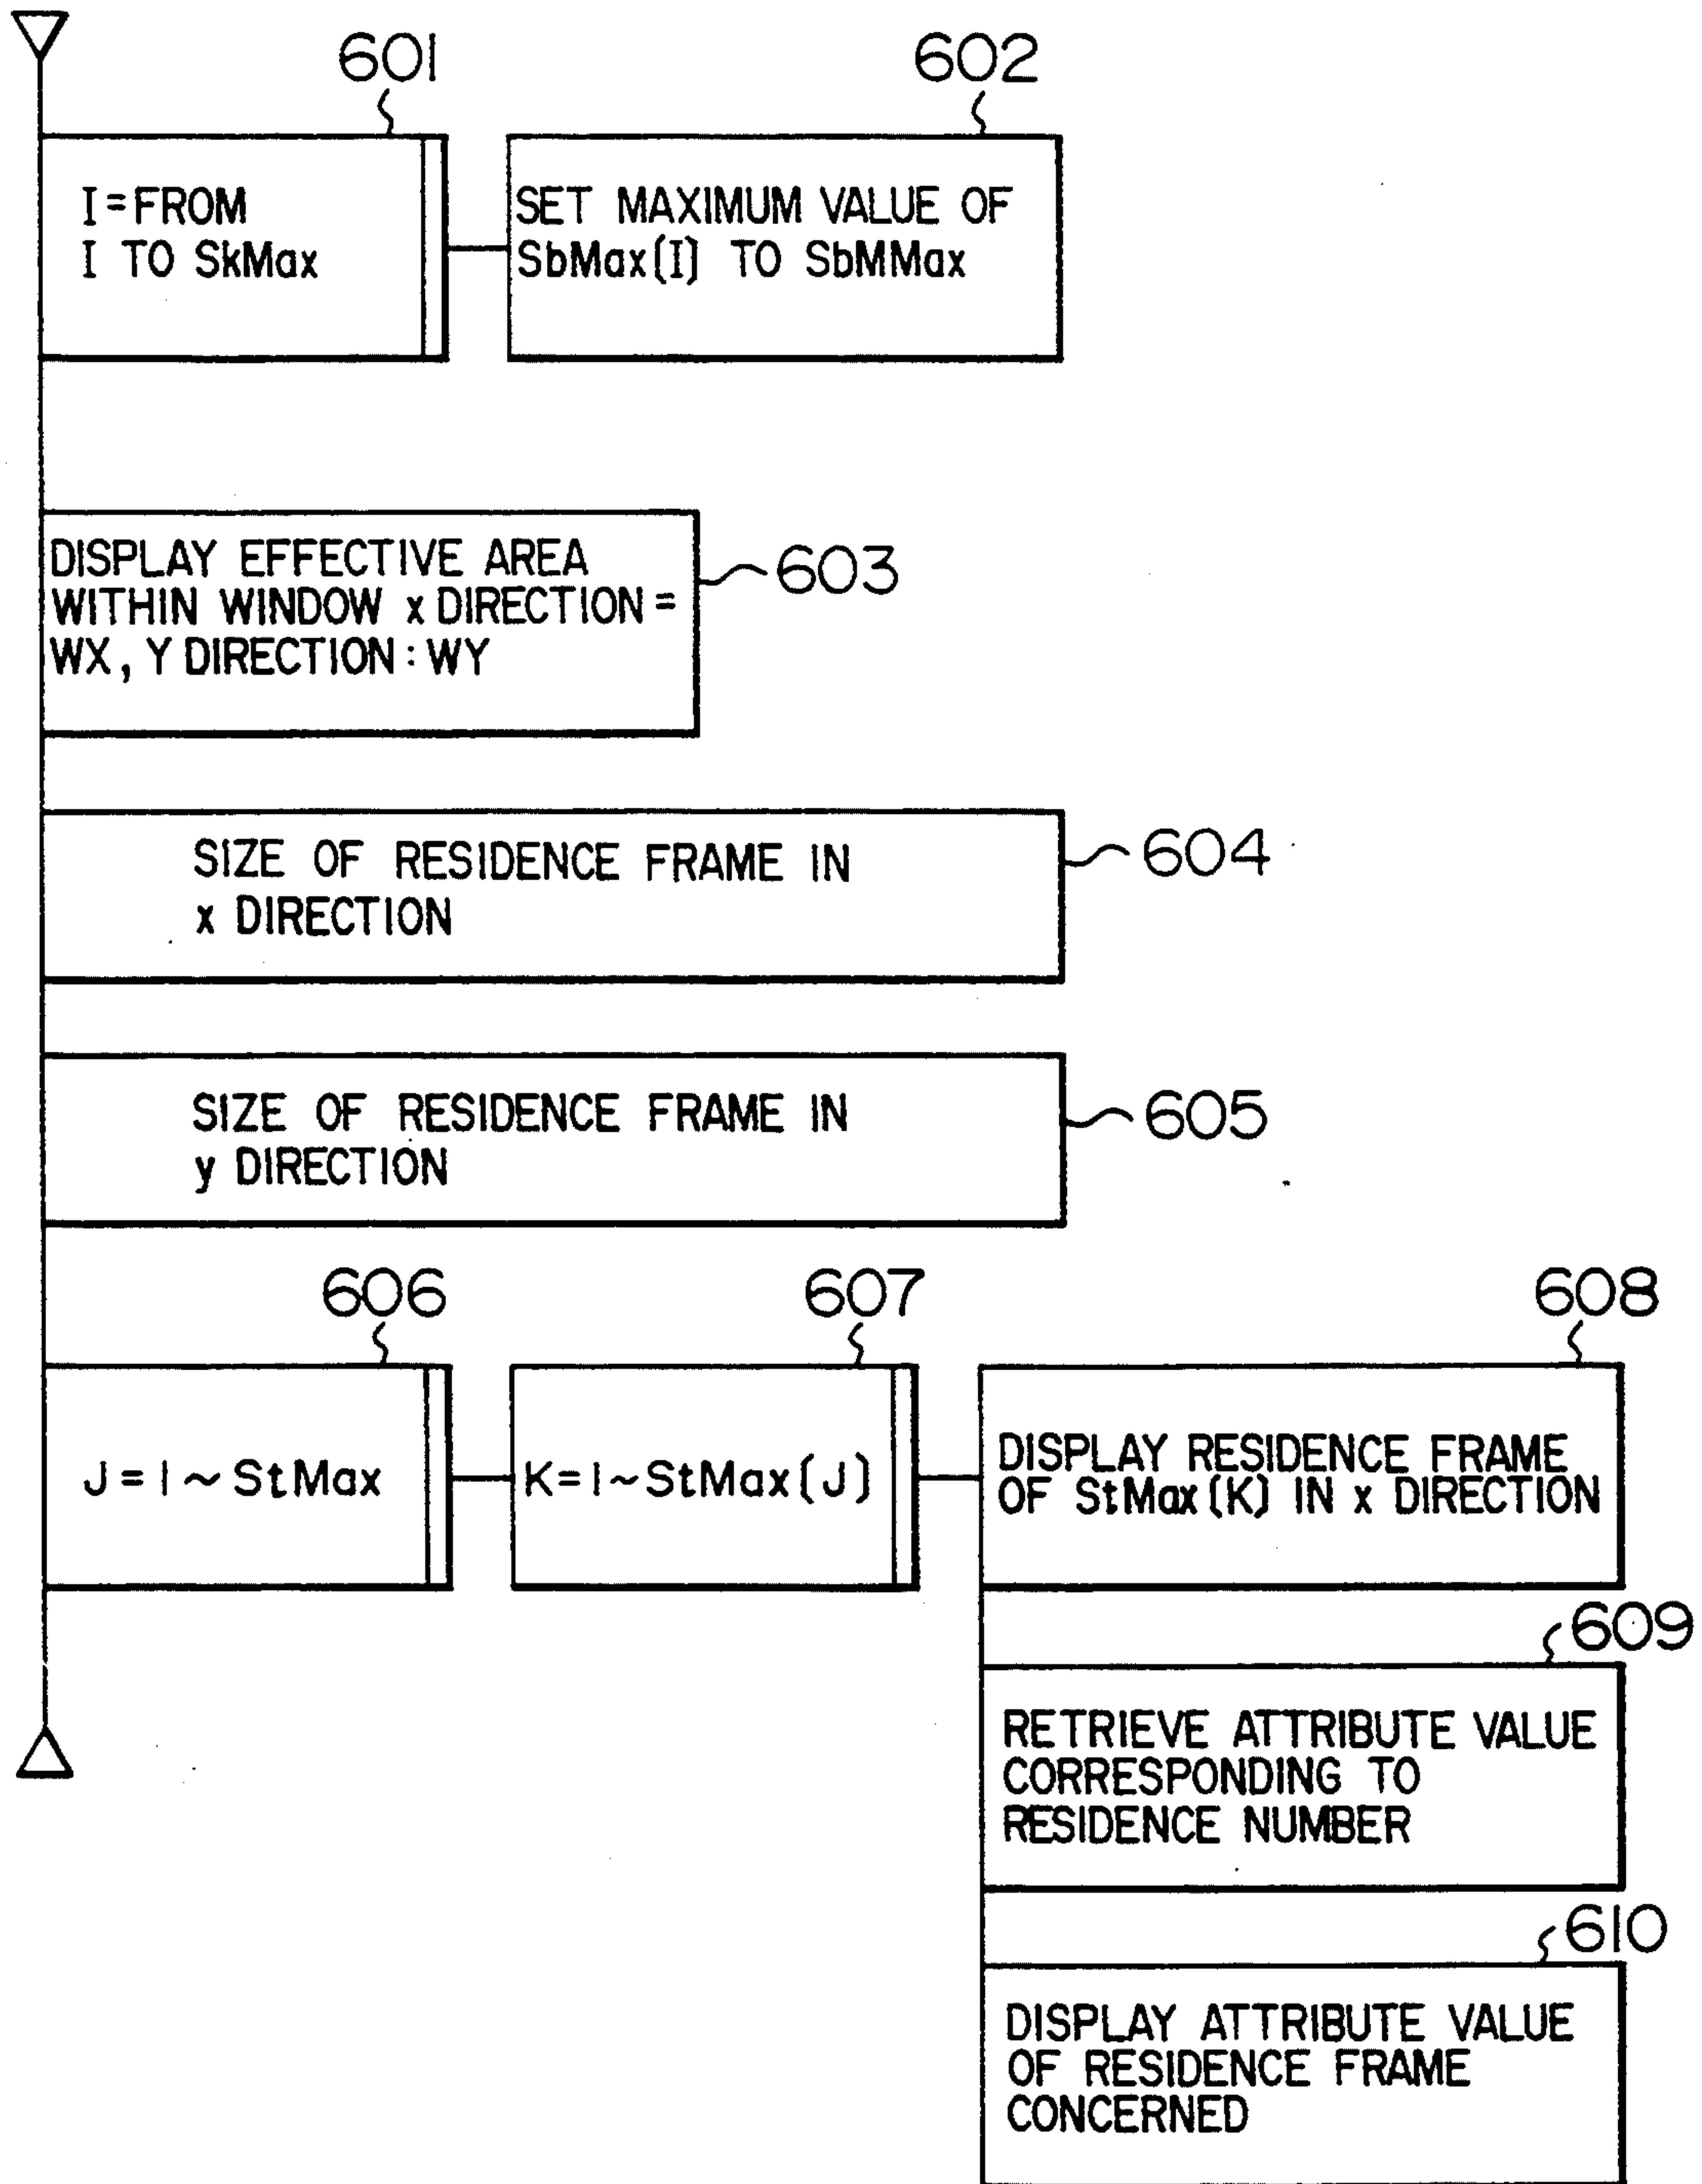 601
602
I=FROM
I TO SkMax
SET MAXIMUM VALUE OF
SbMax(I) TO SbMMax
603
DISPLAY EFFECTIVE AREA
WITHIN WINDOW x DIRECTION=
WX, Y DIRECTION: WY
604
SIZE OF RESIDENCE FRAME IN
x DIRECTION
605
SIZE OF RESIDENCE FRAME IN
y DIRECTION
606
607
608
J=1~StMax
K=1~StMax(J)
DISPLAY RESIDENCE FRAME
OF StMax(K) IN x DIRECTION
609
RETRIEVE ATTRIBUTE VALUE
CORRESPONDING TO
RESIDENCE NUMBER
610
DISPLAY ATTRIBUTE VALUE
OF RESIDENCE FRAME
CONCERNED